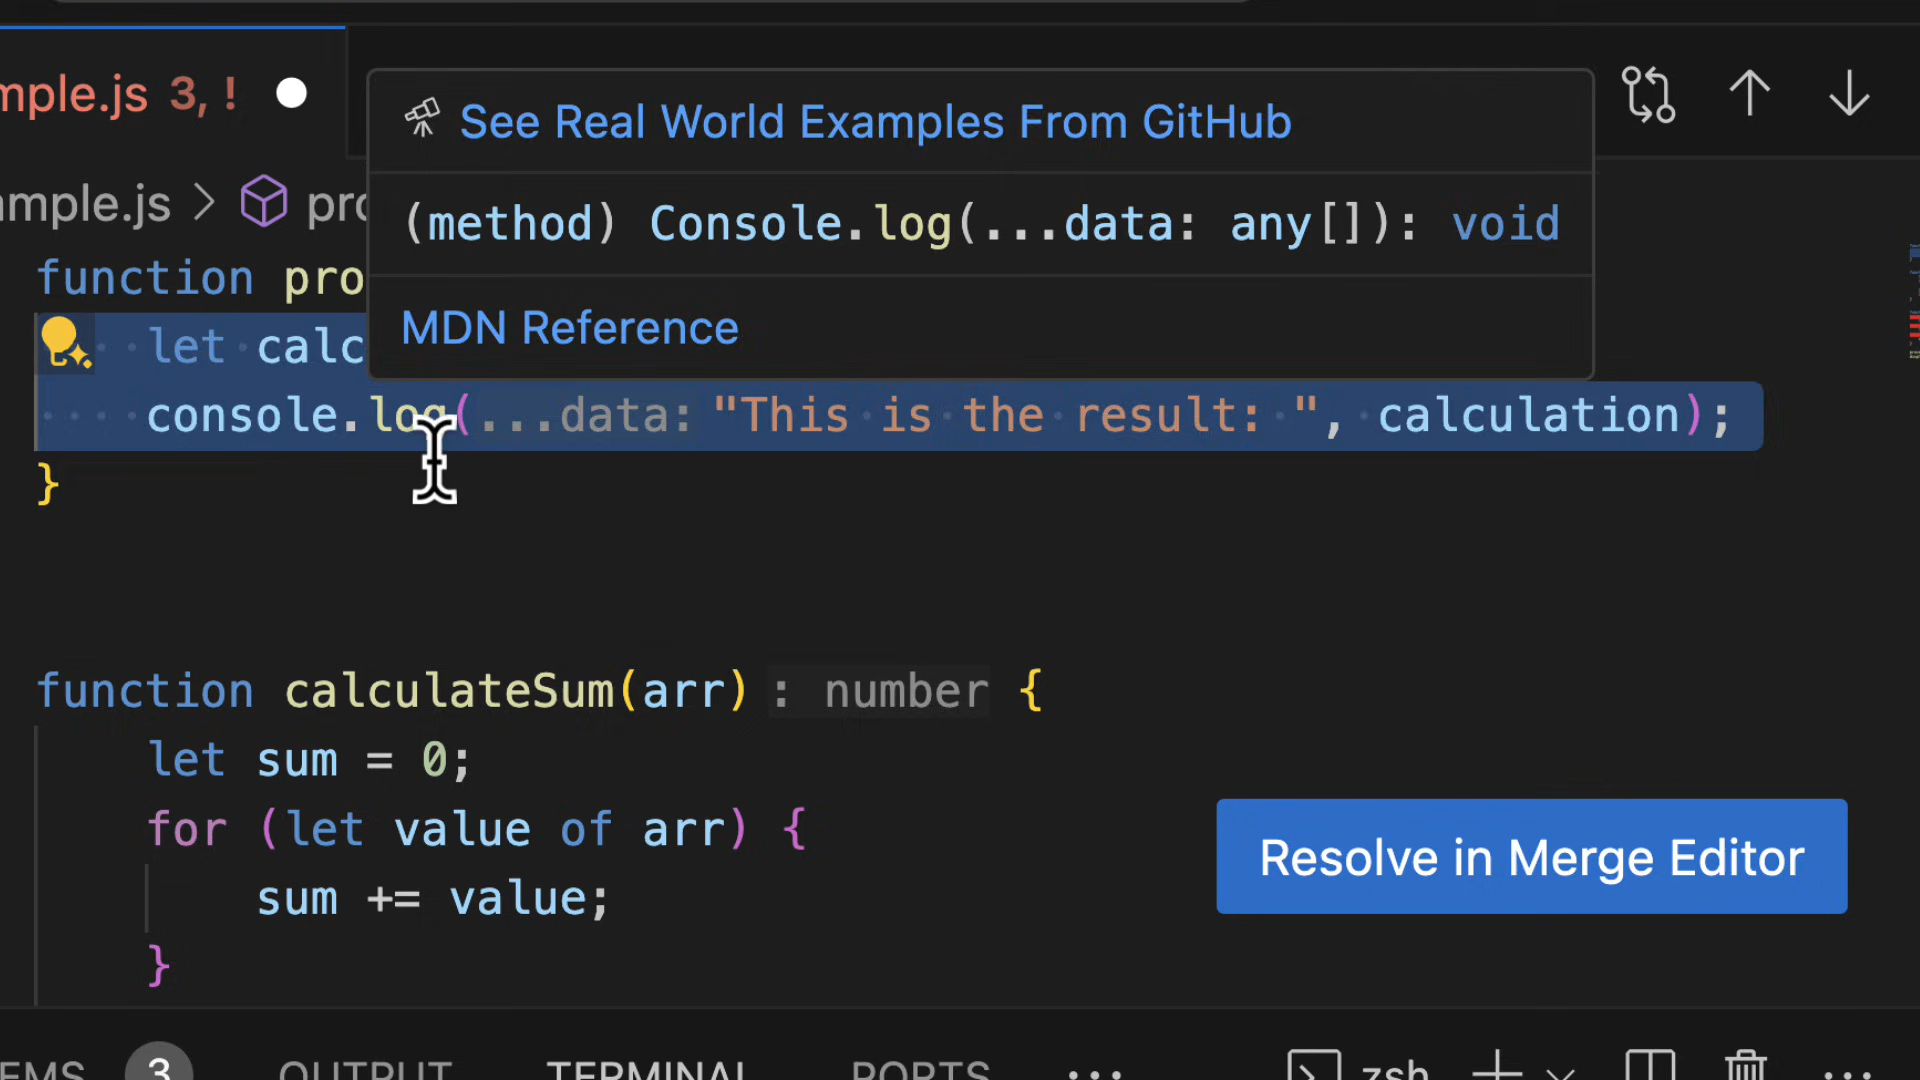 mple.js 3, !
See Real World Examples From GitHub
ample.js > pro
(method) Console.log(...data: any[]): void
MDN Reference
function pro
let calc
console.log(...data: "This is the result: ", calculation);
}
function calculateSum(arr) : number {
let sum = 0;
for (let value of arr) {
sum += value;
}
Resolve in Merge Editor
EMS 3 OUTPUT TERMINAL PORTS ... zsh ...